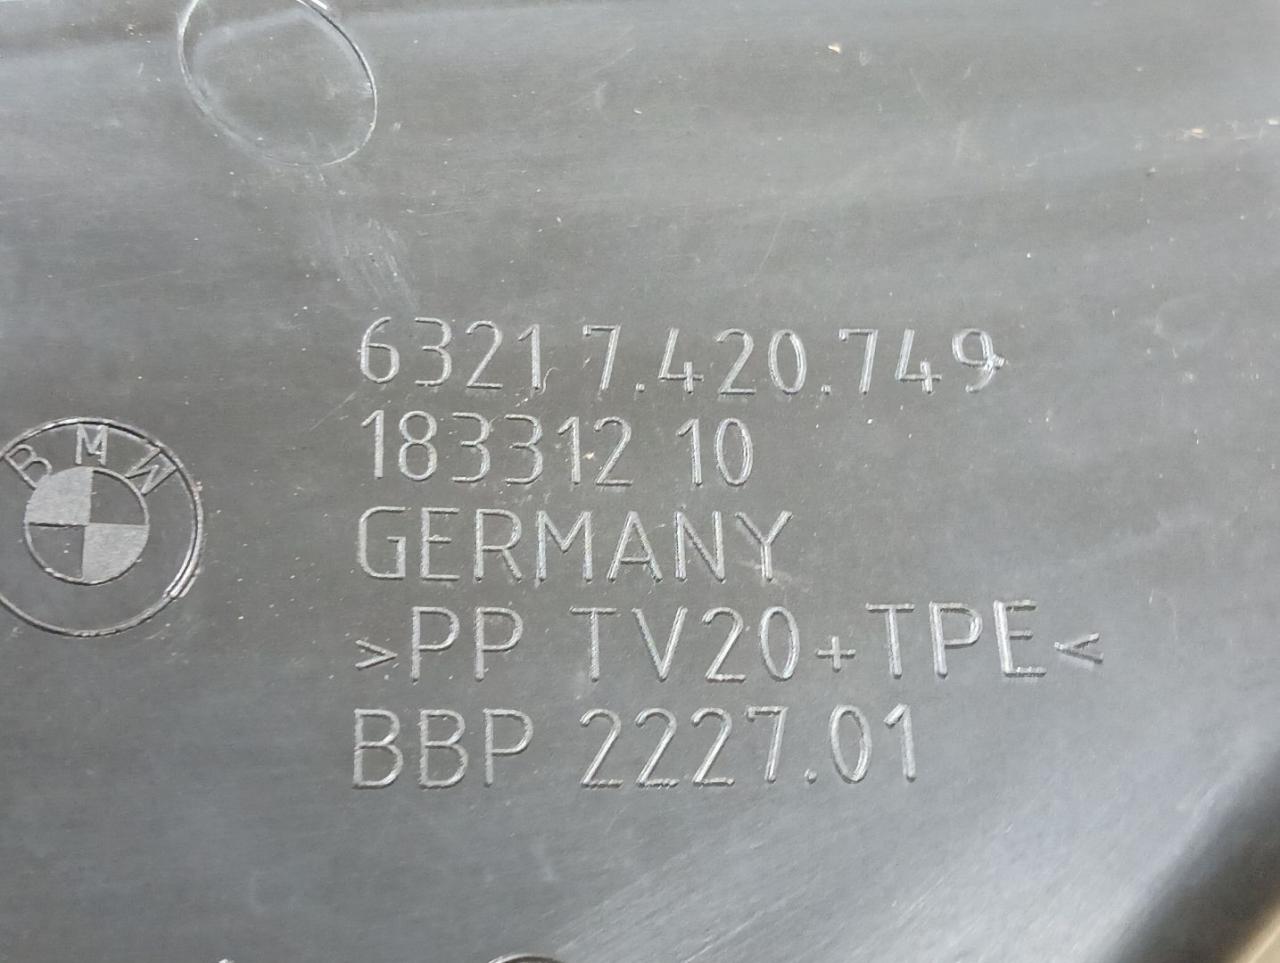 6321 7.420.749
183312 10
GERMANY
>PP TV20+TPE<
BBP 2227.01
BMW